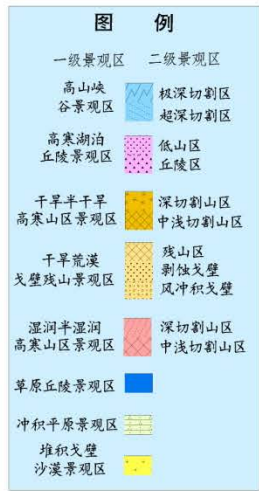 图 例
一级景观区 二级景观区
高山峡
谷景观区
极深切割区
超深切割区
高寒湖泊
丘陵景观区
低山区
丘陵区
干旱半干旱
高寒山区景观区
深切割山区
中浅切割山区
干旱荒漠
戈壁残山景观区
残山区
剥蚀戈壁
风冲积戈壁
湿润半湿润
高寒山区景观区
深切割山区
中浅切割山区
草原丘陵景观区
冲积平原景观区
堆积戈壁
沙漠景观区